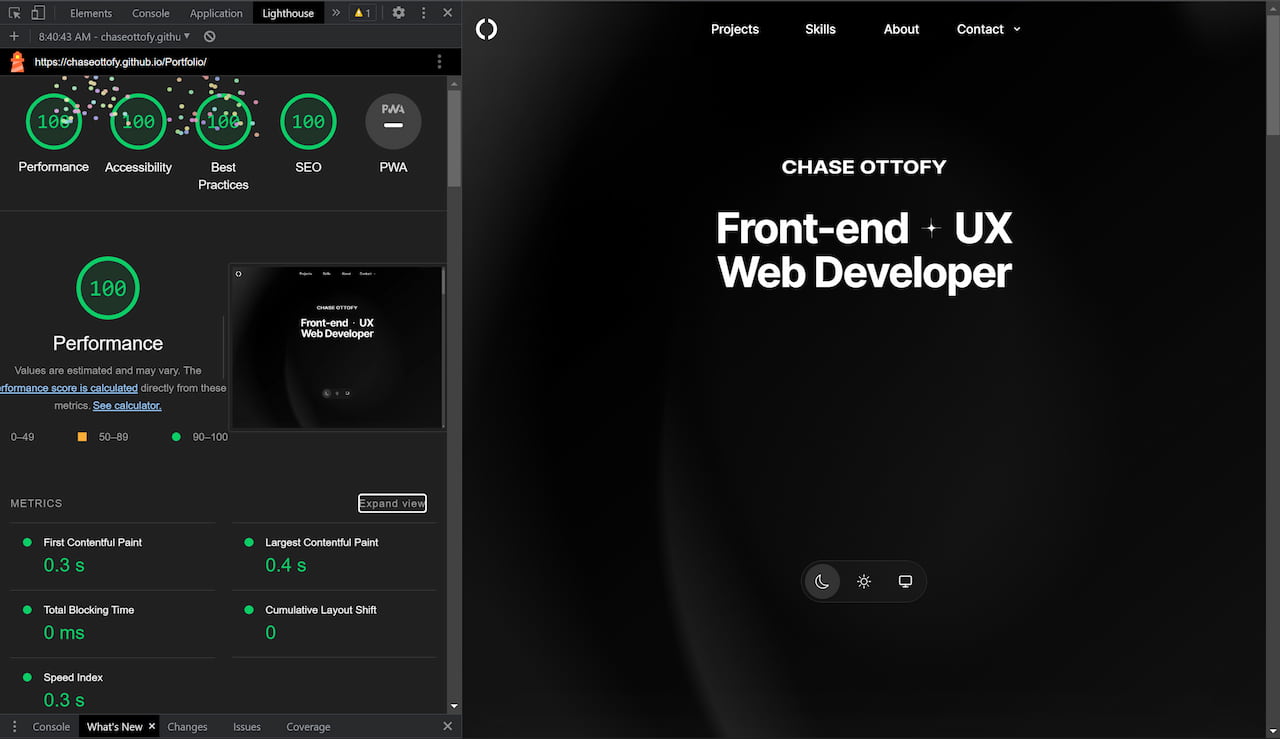 Elements Console Application Lighthouse » 1
8:40:43 AM - chaseottofy.githu
https://chaseottofy.github.io/Portfolio/
100 100 100 100 PWA
Performance Accessibility Best Practices SEO PWA
100
Performance
Values are estimated and may vary. The
rformance score is calculated directly from these
metrics. See calculator.
0–49 50–89 90–100
METRICS
Expand view
First Contentful Paint
0.3 s
Largest Contentful Paint
0.4 s
Total Blocking Time
0 ms
Cumulative Layout Shift
0
Speed Index
0.3 s
Console What's New Changes Issues Coverage
Projects Skills About Contact
CHASE OTTOFY
Front-end UX
Web Developer
Projects Skills About Contact
CHASE OTTOFY
Front-end UX
Web Developer